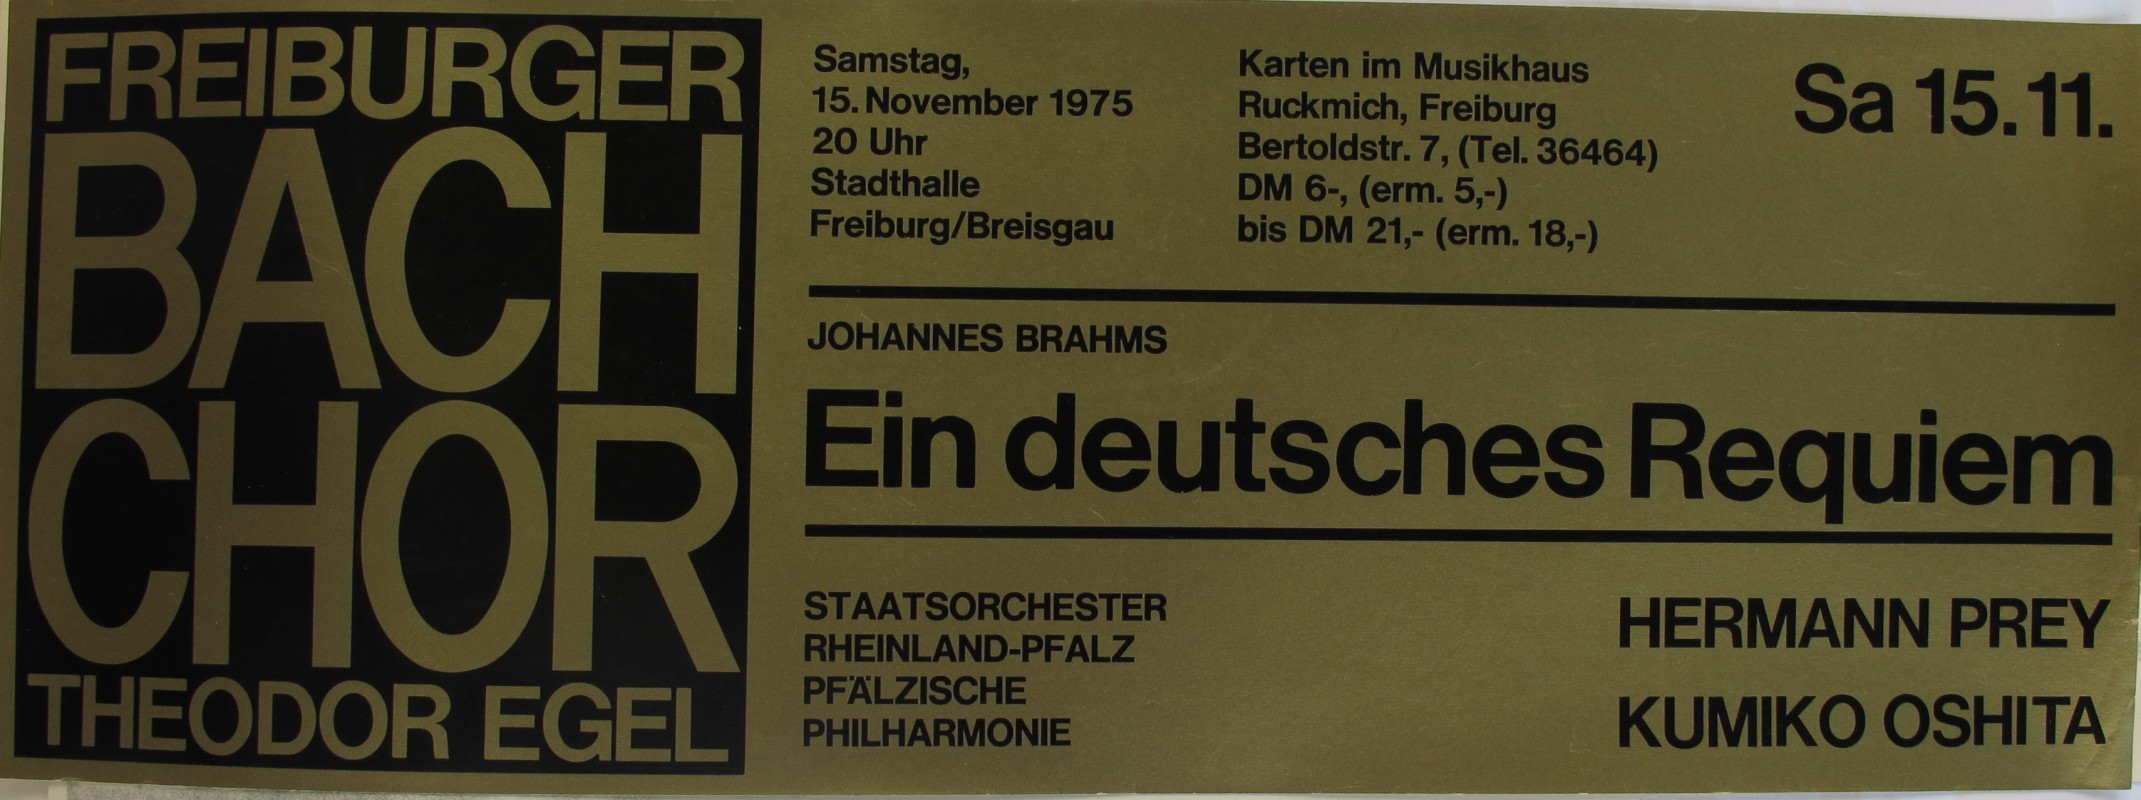 FREIBURGER
BACH
CHOR
THEODOR EGEL
Samstag,
15. November 1975
20 Uhr
Stadthalle
Freiburg/Breisgau
Karten im Musikhaus
Ruckmich, Freiburg
Bertoldstr. 7, (Tel. 36464)
DM 6-, (erm. 5,-)
bis DM 21,- (erm. 18,-)
Sa 15. 11.
JOHANNES BRAHMS
Ein deutsches Requiem
STAATSORCHESTER
RHEINLAND-PFALZ
PFÄLZISCHE
PHILHARMONIE
HERMANN PREY
KUMIKO OSHITA